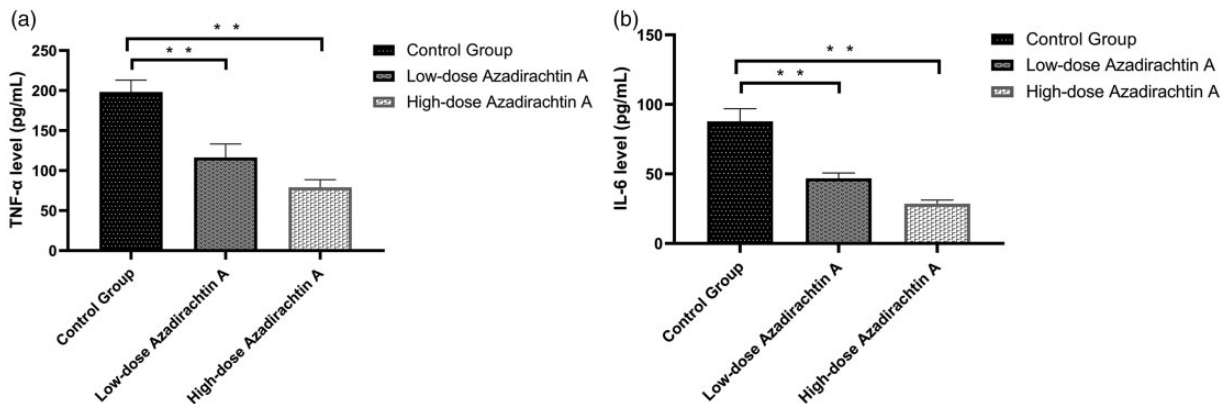 (a)
* *
* *
250
200
150
100
50
0
TNF-α level (pg/mL)
Control Group
Low-dose Azadirachtin A
High-dose Azadirachtin A
Control Group
Low-dose Azadirachtin A
High-dose Azadirachtin A
(b)
* *
* *
150
100
50
0
IL-6 level (pg/mL)
Control Group
Low-dose Azadirachtin A
High-dose Azadirachtin A
Control Group
Low-dose Azadirachtin A
High-dose Azadirachtin A